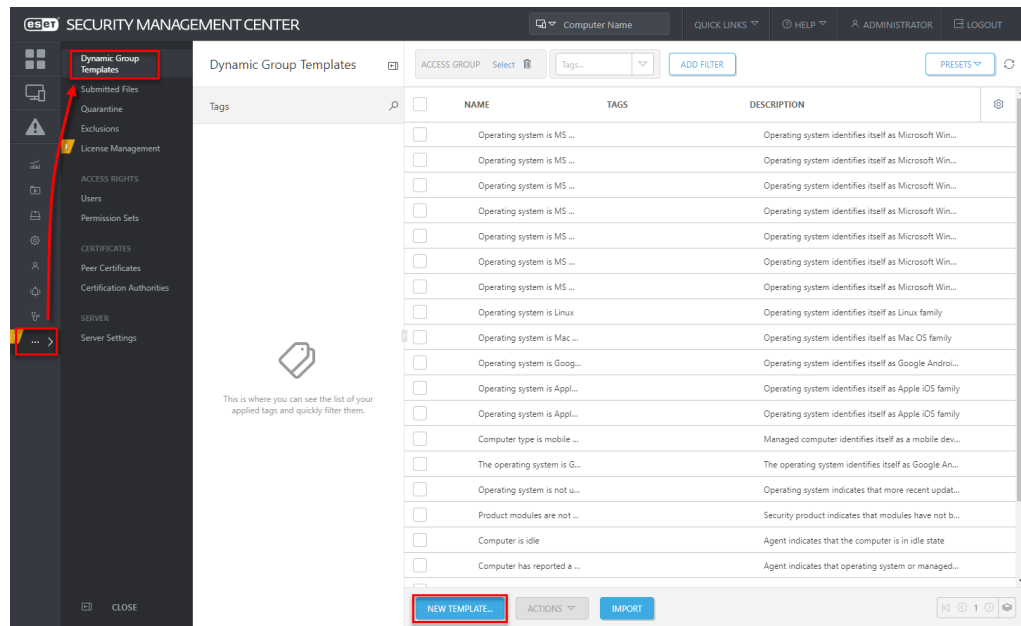 eset SECURITY MANAGEMENT CENTER
Computer Name
QUICK LINKS
HELP
ADMINISTRATOR
LOGOUT
Dynamic Group
Templates
Submitted Files
Quarantine
Exclusions
License Management
ACCESS RIGHTS
Users
Permission Sets
CERTIFICATES
Peer Certificates
Certification Authorities
SERVER
Server Settings
CLOSE
Dynamic Group Templates
Tags
This is where you can see the list of your
applied tags and quickly filter them.
ACCESS GROUP Select
Tags...
ADD FILTER
PRESETS
NAME TAGS DESCRIPTION
Operating system is MS ... Operating system identifies itself as Microsoft Win...
Operating system is MS ... Operating system identifies itself as Microsoft Win...
Operating system is MS ... Operating system identifies itself as Microsoft Win...
Operating system is MS ... Operating system identifies itself as Microsoft Win...
Operating system is MS ... Operating system identifies itself as Microsoft Win...
Operating system is MS ... Operating system identifies itself as Microsoft Win...
Operating system is MS ... Operating system identifies itself as Microsoft Win...
Operating system is Linux Operating system identifies itself as Linux family
Operating system is Mac ... Operating system identifies itself as Mac OS family
Operating system is Goog... Operating system identifies itself as Google Androi...
Operating system is Appl... Operating system identifies itself as Apple iOS family
Operating system is Appl... Operating system identifies itself as Apple iOS family
Computer type is mobile ... Managed computer identifies itself as a mobile dev...
The operating system is G... The operating system identifies itself as Google An...
Operating system is not u... Operating system indicates that more recent updat...
Product modules are not ... Security product indicates that modules have not b...
Computer is idle Agent indicates that the computer is in idle state
Computer has reported a ... Agent indicates that operating system or managed...
NEW TEMPLATE...
ACTIONS
IMPORT
1